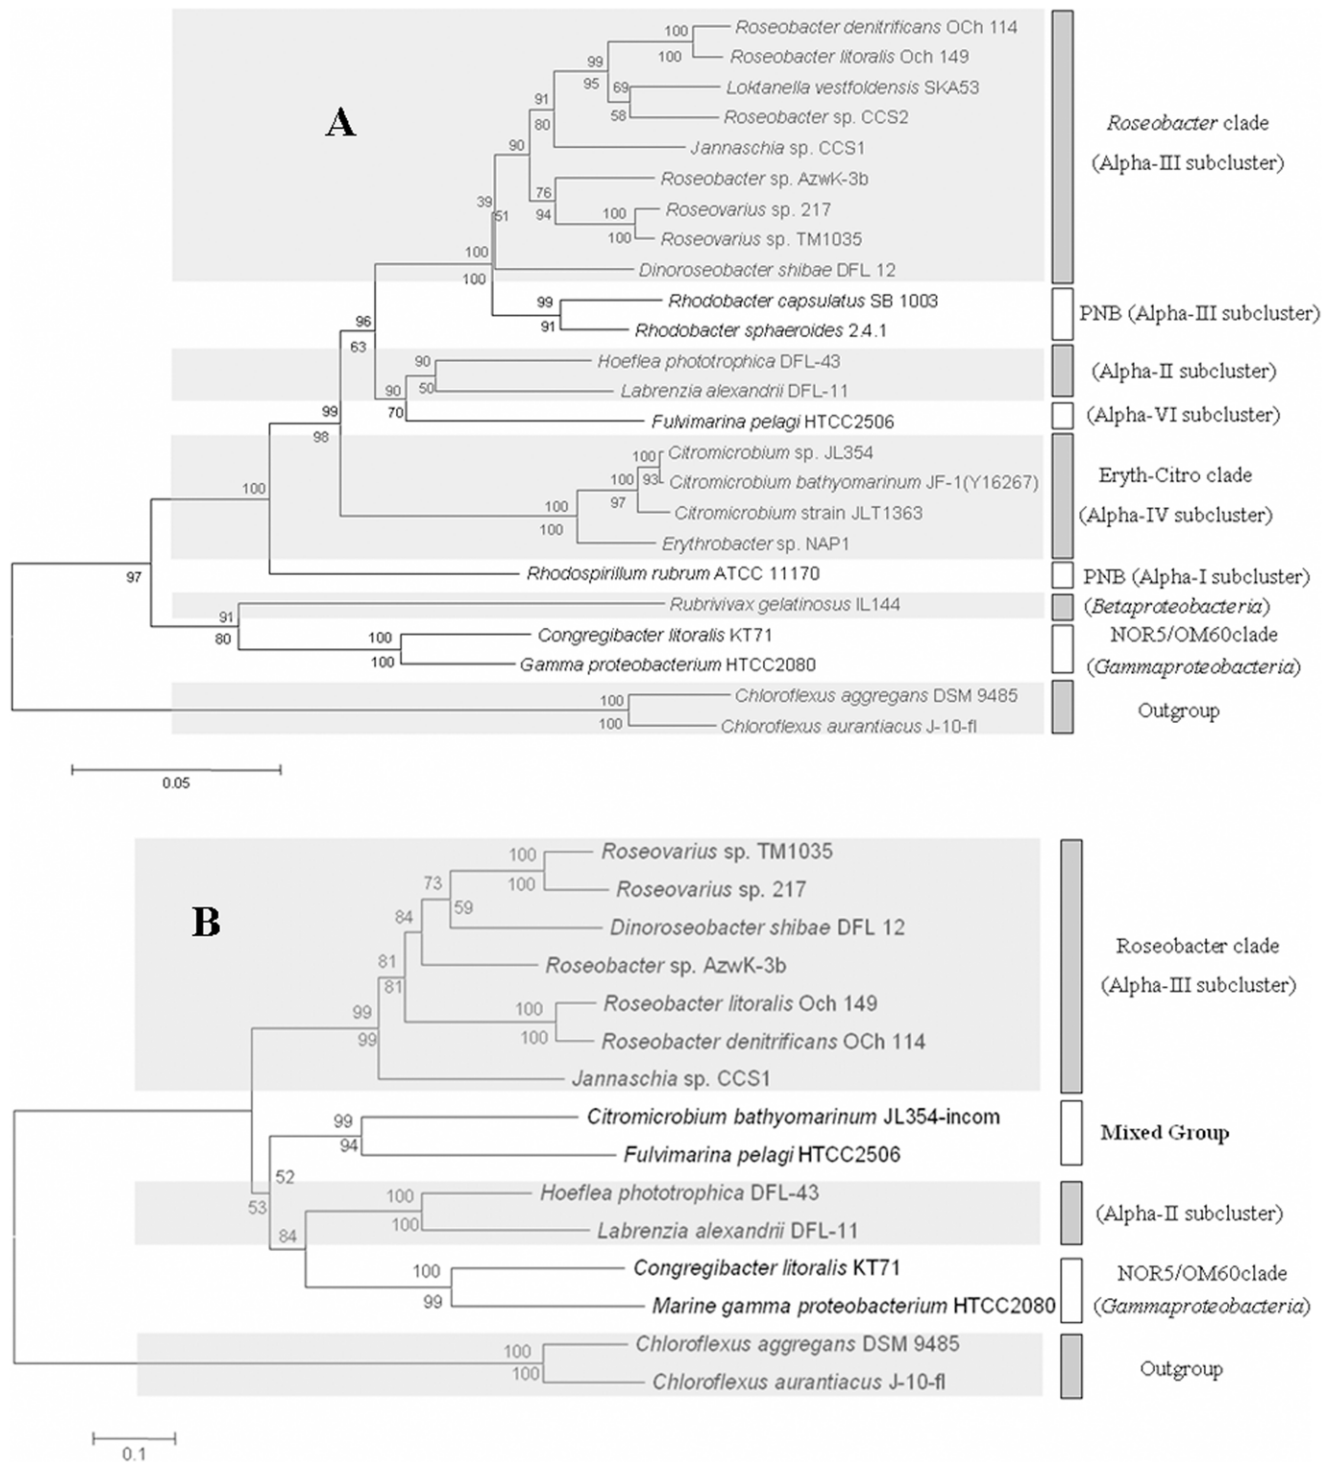 A
100
100
Roseobacter denitrificans OCh 114
Roseobacter litoralis Och 149
99
95
69
58
Loktanella vestfoldensis SKA53
Roseobacter sp. CCS2
91
80
Jannaschia sp. CCS1
90
76
94
Roseobacter sp. AzwK-3b
100
100
Roseovarius sp. 217
Roseovarius sp. TM1035
39
51
Dinoroseobacter shibae DFL 12
Roseobacter clade
(Alpha-III subcluster)
100
100
99
91
Rhodobacter capsulatus SB 1003
Rhodobacter sphaeroides 2.4.1
PNB (Alpha-III subcluster)
96
63
90
50
Hoeflea phototrophica DFL-43
Labrenzia alexandrii DFL-11
(Alpha-II subcluster)
90
70
Fulvimarina pelagi HTCC2506
(Alpha-VI subcluster)
99
98
100
93
Citromicrobium sp. JL354
Citromicrobium bathyomarinum JF-1(Y16267)
100
97
Citromicrobium strain JLT1363
100
100
Erythrobacter sp. NAP1
Eryth-Citro clade
(Alpha-IV subcluster)
100
Rhodospirillum rubrum ATCC 11170
PNB (Alpha-I subcluster)
97
91
80
Rubrivivax gelatinosus IL144
(Betaproteobacteria)
100
100
Congregibacter litoralis KT71
Gamma proteobacterium HTCC2080
NOR5/OM60clade
(Gammaproteobacteria)
100
100
Chloroflexus aggregans DSM 9485
Chloroflexus aurantiacus J-10-fl
Outgroup
0.05
B
100
100
Roseovarius sp. TM1035
Roseovarius sp. 217
73
59
Dinoroseobacter shibae DFL 12
84
Roseobacter sp. AzwK-3b
81
81
100
100
Roseobacter litoralis Och 149
Roseobacter denitrificans OCh 114
99
99
Jannaschia sp. CCS1
Roseobacter clade
(Alpha-III subcluster)
99
94
Citromicrobium bathyomarinum JL354-incom
Fulvimarina pelagi HTCC2506
Mixed Group
52
53
100
100
Hoeflea phototrophica DFL-43
Labrenzia alexandrii DFL-11
(Alpha-II subcluster)
84
100
99
Congregibacter litoralis KT71
Marine gamma proteobacterium HTCC2080
NOR5/OM60clade
(Gammaproteobacteria)
100
100
Chloroflexus aggregans DSM 9485
Chloroflexus aurantiacus J-10-fl
Outgroup
0.1